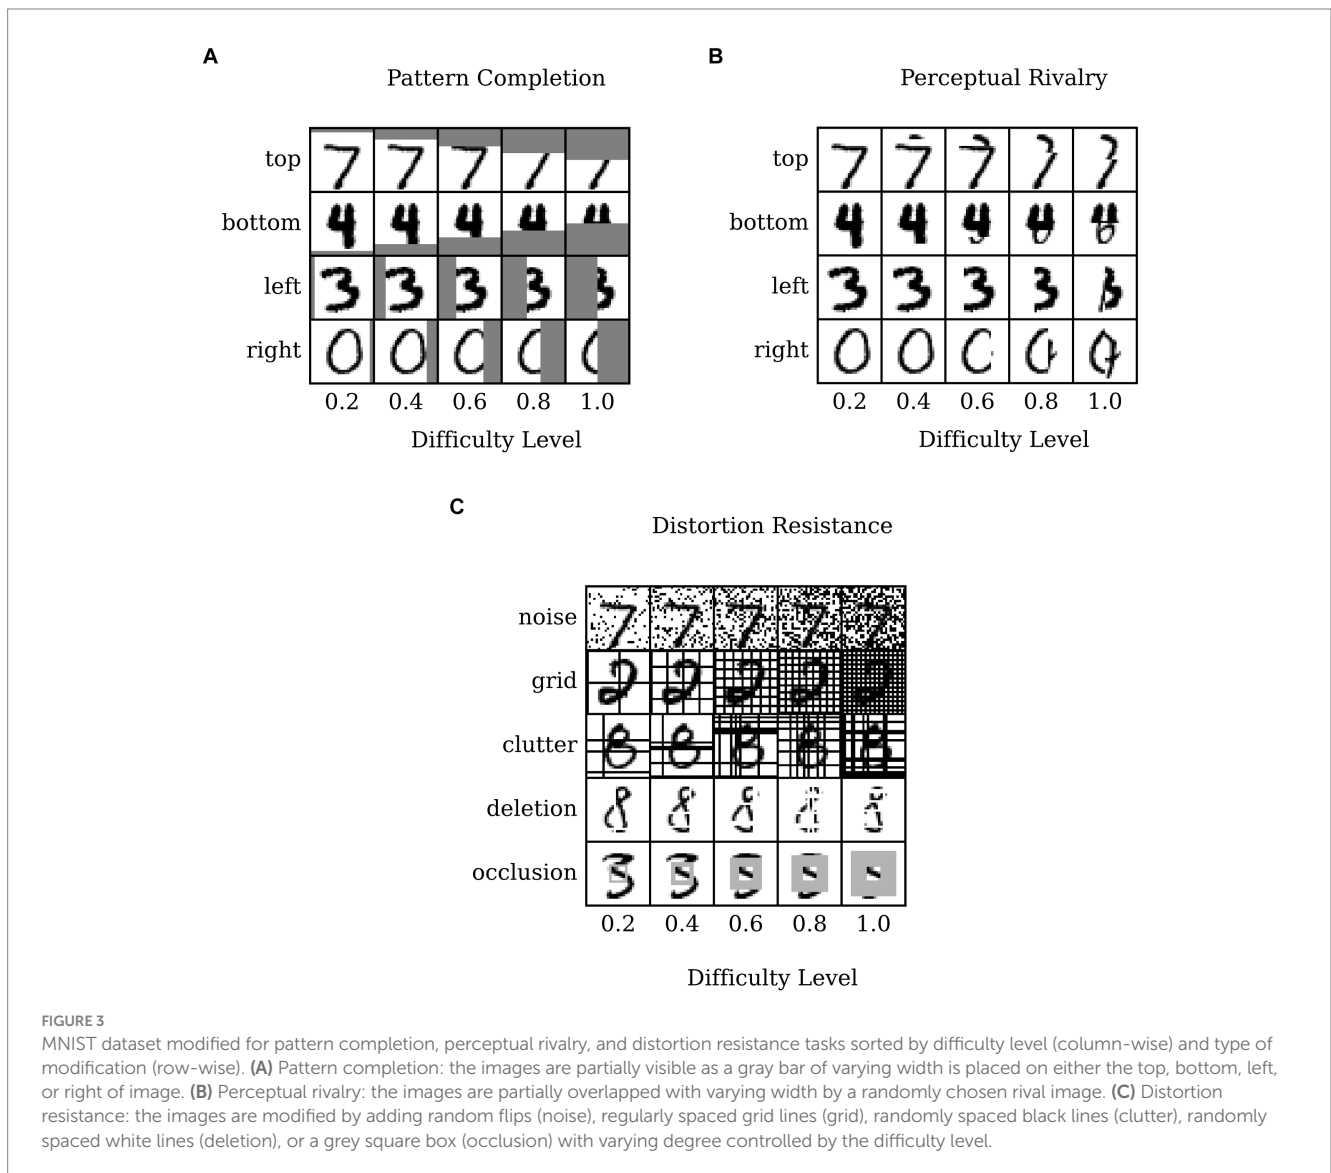 A
Pattern Completion
top
bottom
left
right
0.2 0.4 0.6 0.8 1.0
Difficulty Level
B
Perceptual Rivalry
top
bottom
left
right
0.2 0.4 0.6 0.8 1.0
Difficulty Level
C
Distortion Resistance
noise
grid
clutter
deletion
occlusion
0.2 0.4 0.6 0.8 1.0
Difficulty Level
FIGURE 3
MNIST dataset modified for pattern completion, perceptual rivalry, and distortion resistance tasks sorted by difficulty level (column-wise) and type of
modification (row-wise). (A) Pattern completion: the images are partially visible as a gray bar of varying width is placed on either the top, bottom, left,
or right of image. (B) Perceptual rivalry: the images are partially overlapped with varying width by a randomly chosen rival image. (C) Distortion
resistance: the images are modified by adding random flips (noise), regularly spaced grid lines (grid), randomly spaced black lines (clutter), randomly
spaced white lines (deletion), or a grey square box (occlusion) with varying degree controlled by the difficulty level.